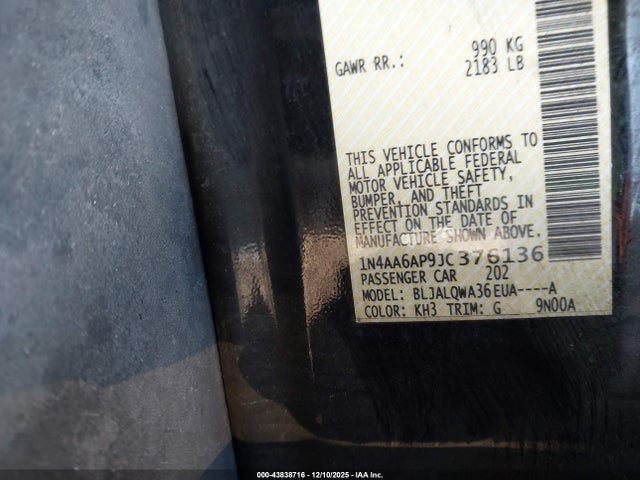 990 KG
GAWR RR.: 2183 LB
THIS VEHICLE CONFORMS TO
ALL APPLICABLE FEDERAL
MOTOR VEHICLE SAFETY,
BUMPER, AND THEFT
PREVENTION STANDARDS IN
EFFECT ON THE DATE OF
MANUFACTURE SHOWN ABOVE.
1N4AA6AP9JC376136
PASSENGER CAR 202
MODEL: BLJALQWA36EUA----A
COLOR: KH3 TRIM: G 9N00A
000-43838716 - 12/10/2025 - IAA Inc.